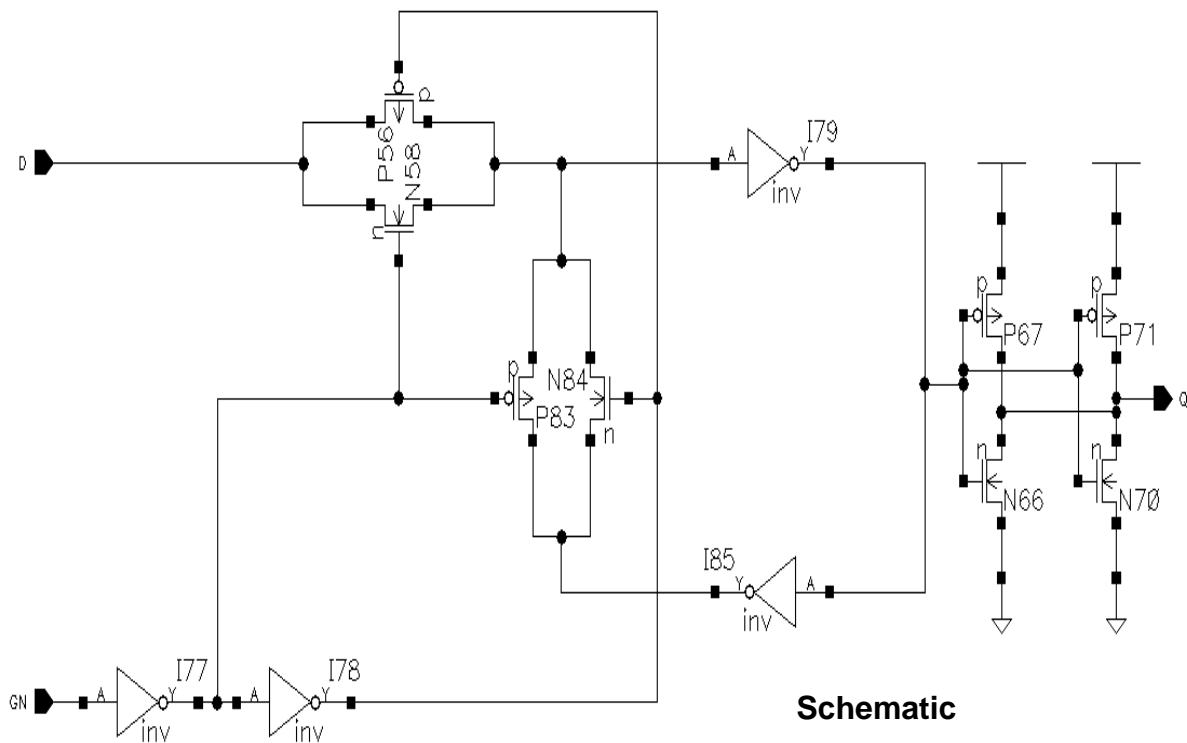 p
P56
N58
n
D
A
I79
Y
inv
p
P67
p
P71
p
N84
P83
n
Q
n
N66
n
N70
I85
Y
A
inv
GN
A
I77
Y
inv
A
I78
Y
inv
Schematic